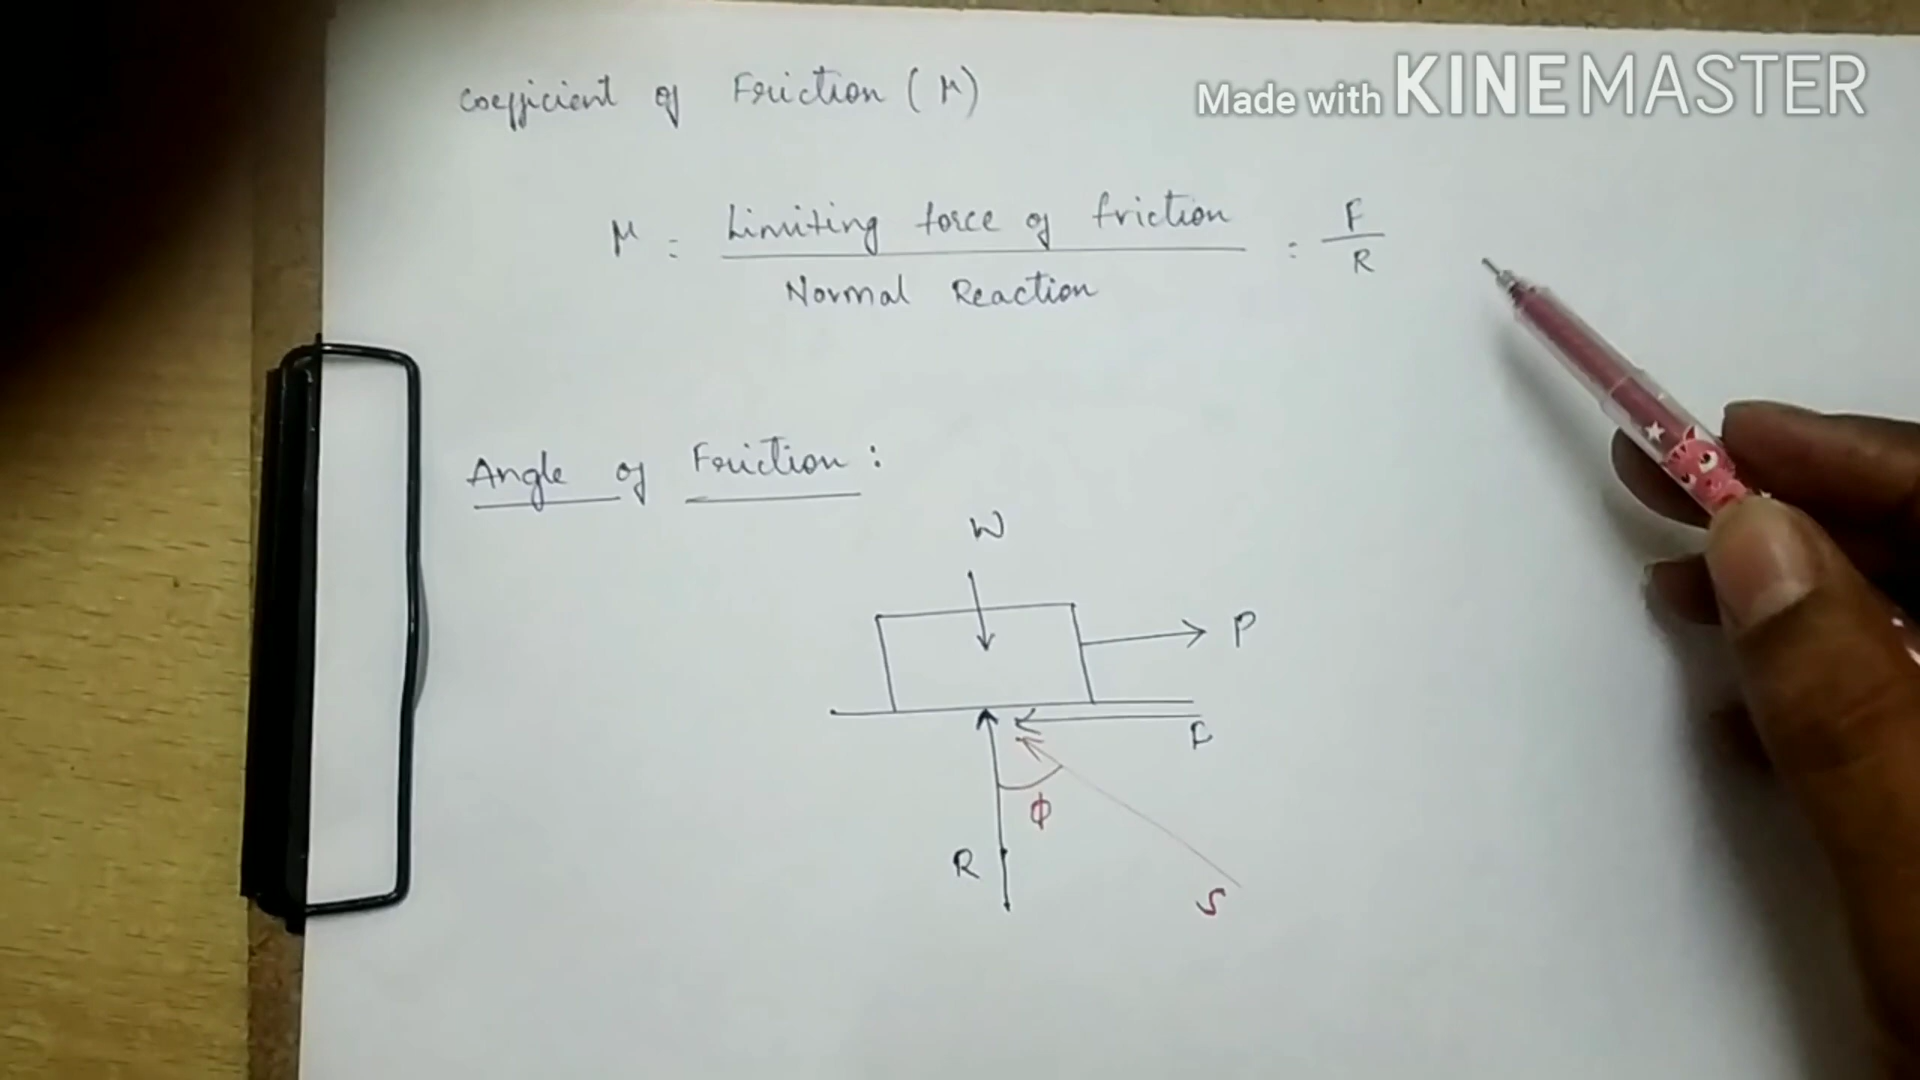 Coefficient of Friction (μ)
Made with KINEMASTER
μ = Limiting force of friction / Normal Reaction = F / R
Angle of Friction :
W
P
F
φ
R
S